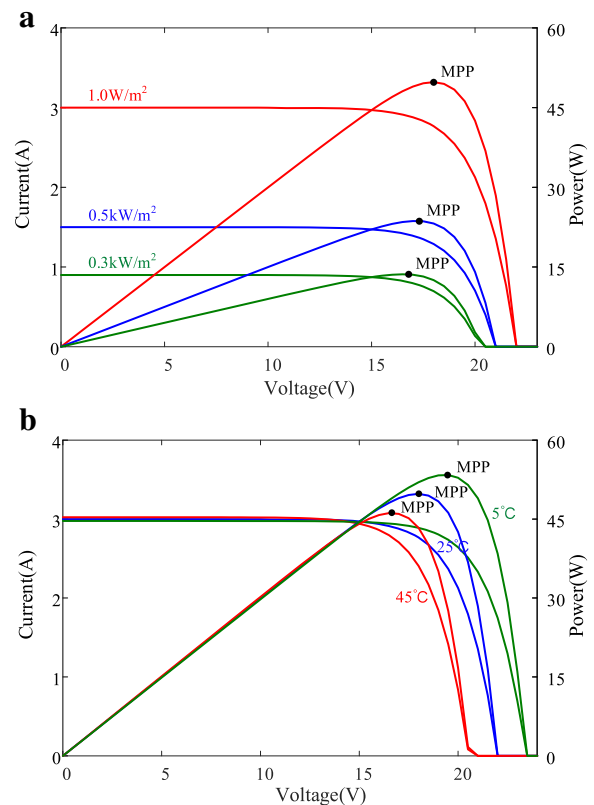 a
4
3
2
1
0
Current(A)
60
45
30
15
0
Power(W)
1.0W/m²
0.5kW/m²
0.3kW/m²
MPP
MPP
MPP
0
5
10
15
20
Voltage(V)
b
4
3
2
1
0
Current(A)
60
45
30
15
0
Power(W)
MPP
MPP
MPP
5°C
25°C
45°C
0
5
10
15
20
Voltage(V)